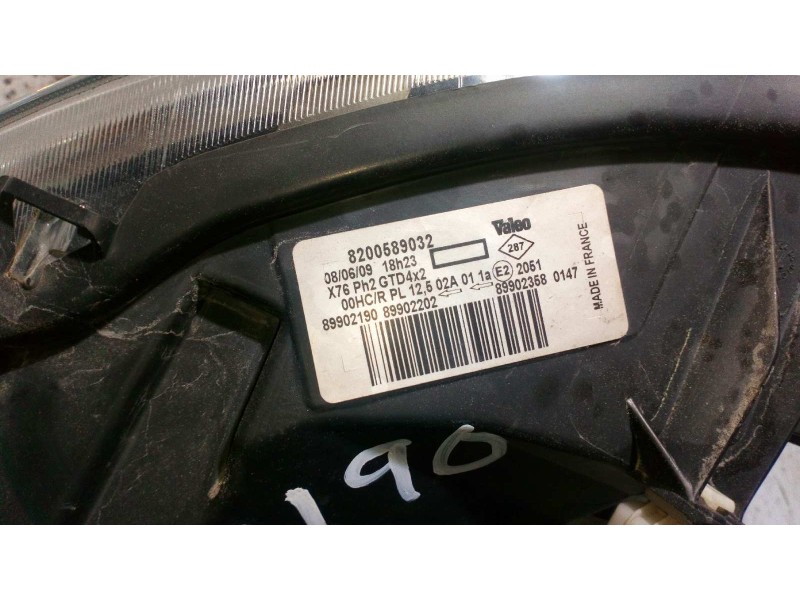 8200589032
Valeo
08/06/09 18h23
287
X76 Ph2 GTD4x2
00HC/R PL 12.5 02A 01 1a E2 2051
89902190 89902202 89902358 0147
MADE IN FRANCE
190